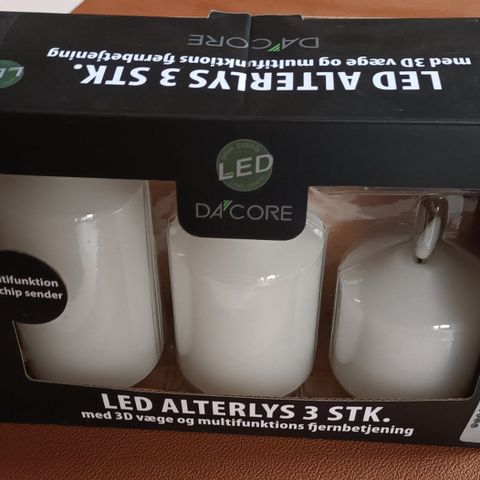 DA'CORE
LED ALTERLYS 3 STK.
med 3D væge og multifunktions fjernbetjening
LED
LED
DA'CORE
ltifunktion
chip sender
LED ALTERLYS 3 STK.
med 3D væge og multifunktions fjernbetjening